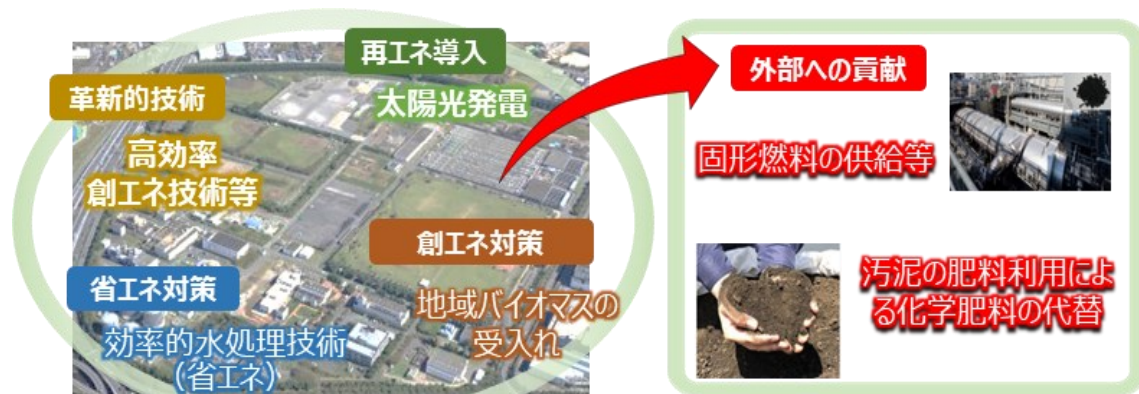 再エネ導入
太陽光発電
革新的技術
高効率
創エネ技術等
創エネ対策
地域バイオマスの
受入れ
省エネ対策
効率的水処理技術
（省エネ）
外部への貢献
固形燃料の供給等
汚泥の肥料利用によ
る化学肥料の代替